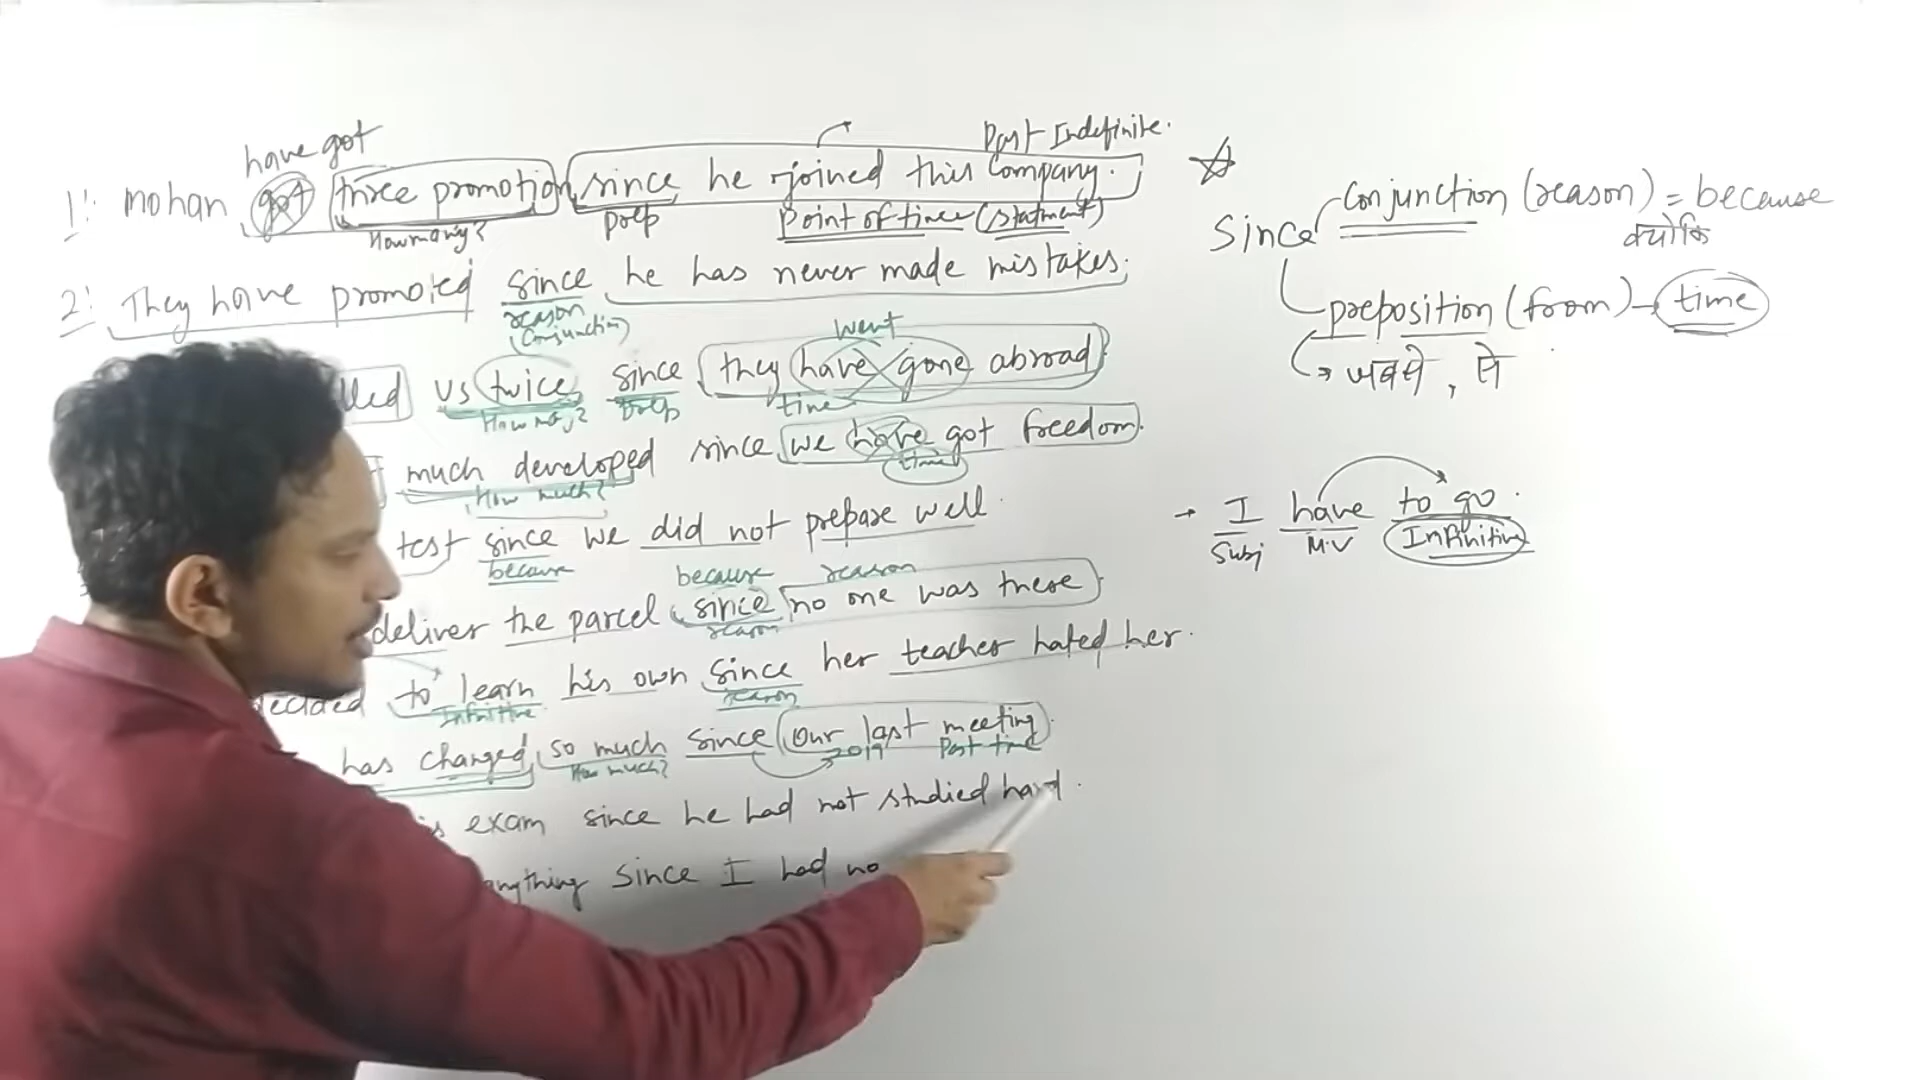 have got
Past Indefinite.
1: mohan got three promotion since he joined this Company.
How many? prep point of time (statment)
2: They have promoted since he has never made mistakes.
reason
(Conjunction)
went
lled us twice since they have gone abroad
How many? prep time
much developed since we have got freedom.
How much? time
test since we did not prepare well.
because because reason
deliver the parcel since no one was there
reason
decided to learn his own since her teacher hated her.
Infinitive reason
has changed so much since our last meeting.
How much? 2019 Past time
is exam since he had not studied hard.
anything since I had no
Since
Conjunction (reason) = because
क्योंकि
preposition (from) → time
→ जबसे, से
→ I have to go.
Subj M.V Infinitive